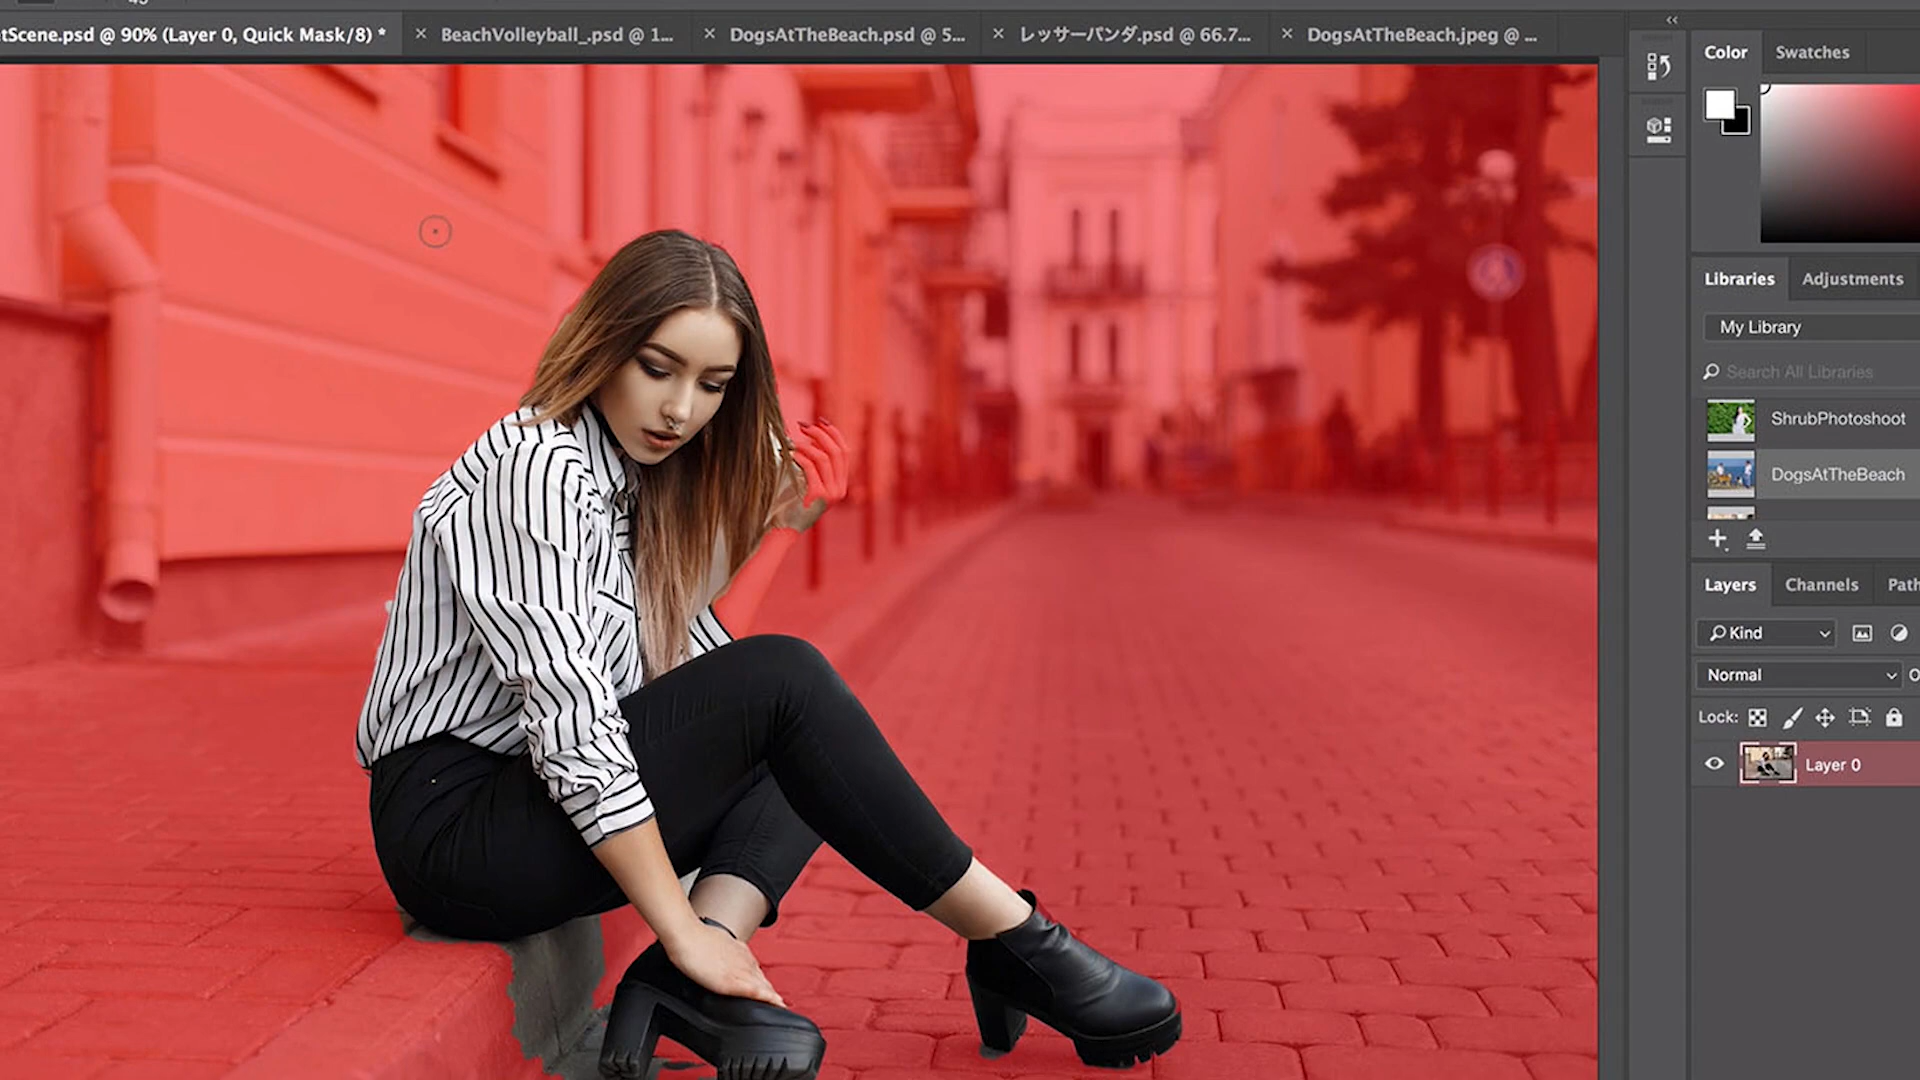 tScene.psd @ 90% (Layer 0, Quick Mask/8) *
× BeachVolleyball_.psd @ 1...
× DogsAtTheBeach.psd @ 5...
× レッサーパンダ.psd @ 66.7...
× DogsAtTheBeach.jpeg @ ...
Color
Swatches
Libraries
Adjustments
My Library
Search All Libraries
ShrubPhotoshoot
DogsAtTheBeach
Layers
Channels
Path
Kind
Normal
Lock:
Layer 0